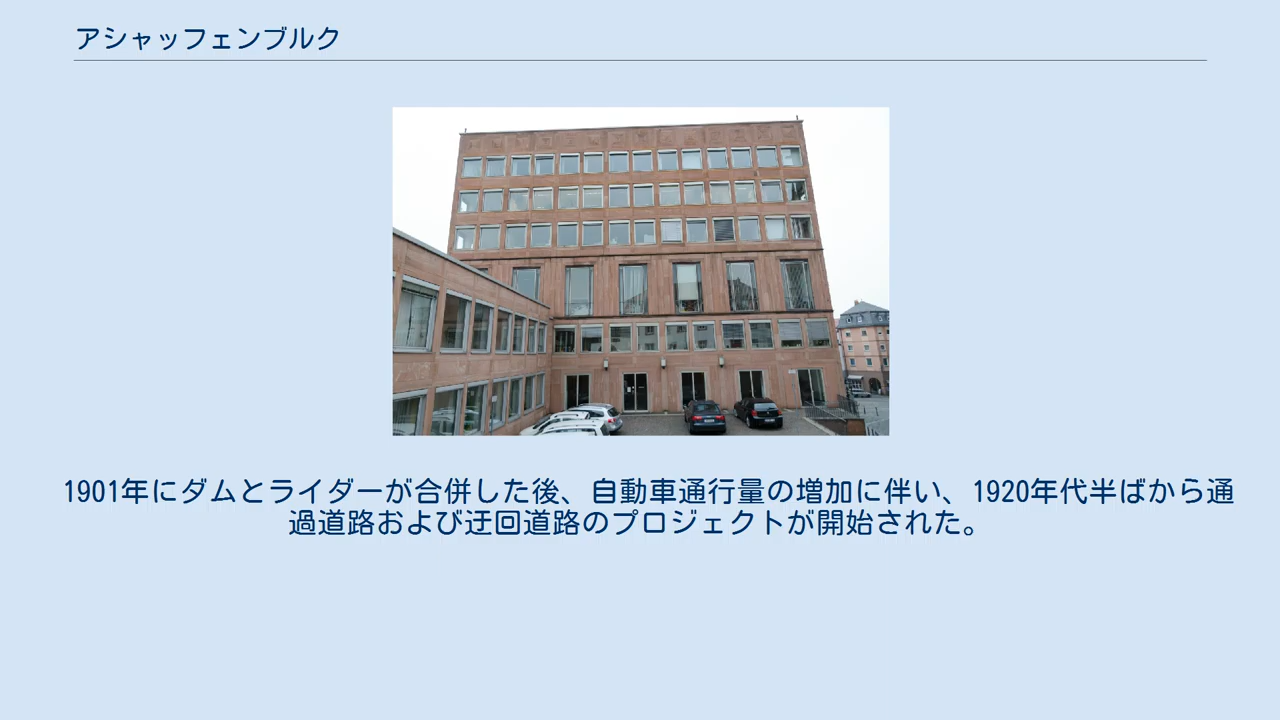 アシャッフェンブルク
1901年にダムとライダーが合併した後、自動車通行量の増加に伴い、1920年代半ばから通
過道路および迂回道路のプロジェクトが開始された。